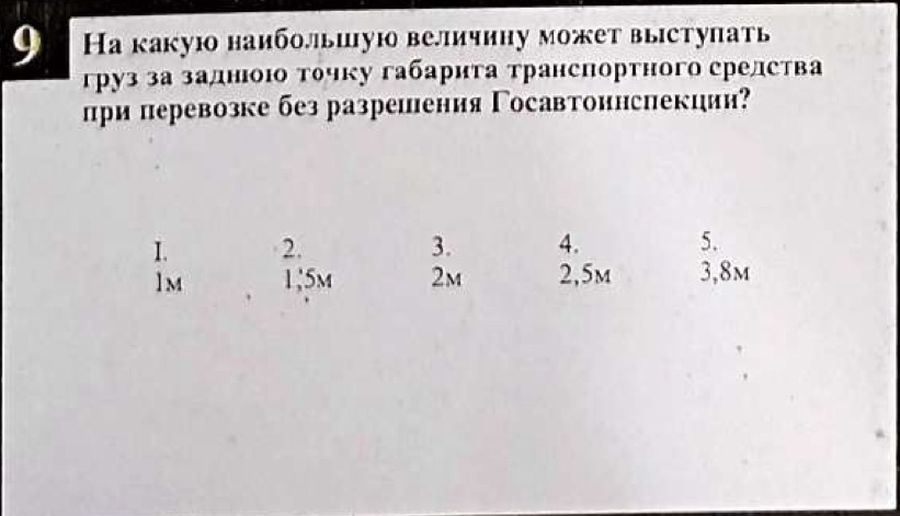 9
На какую наибольшую величину может выступать
груз за заднюю точку габарита транспортного средства
при перевозке без разрешения Госавтоинспекции?
I. 2. 3. 4. 5.
1м 1,5м 2м 2,5м 3,8м